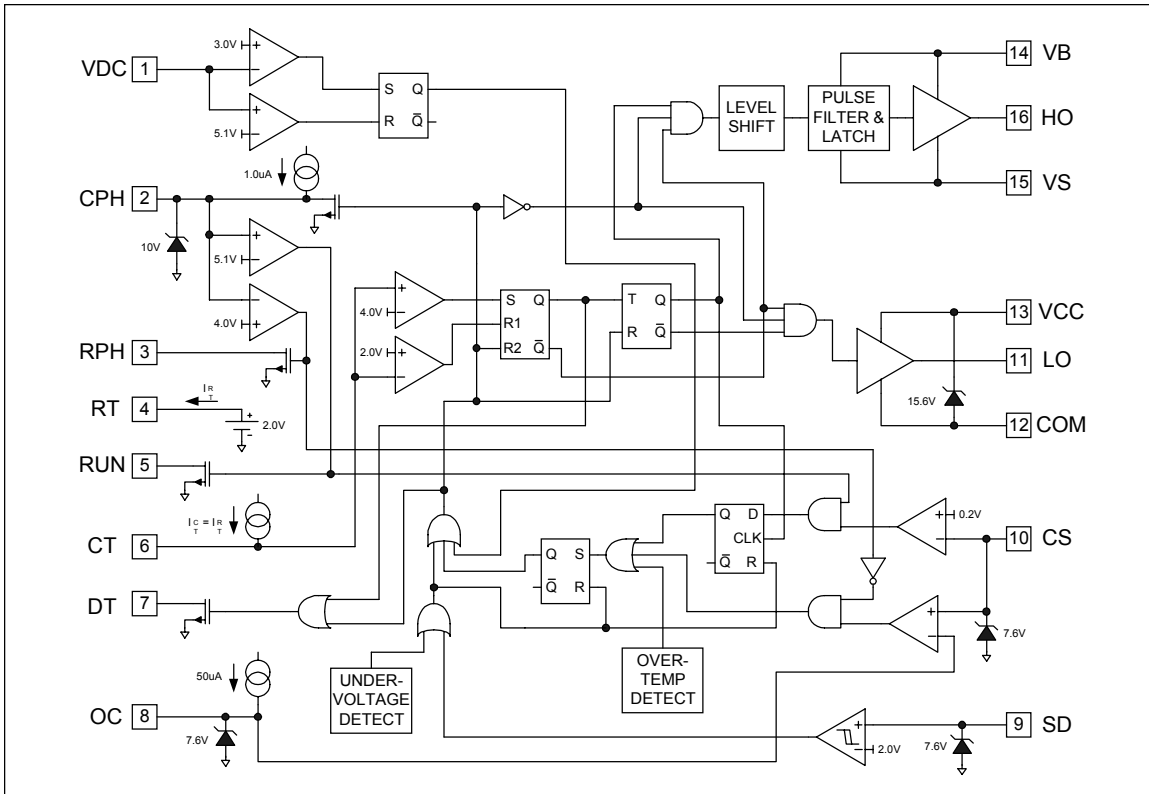 VDC 1
3.0V
5.1V
S Q
R Q̅
CPH 2
1.0uA
10V
5.1V
4.0V
RPH 3
RT 4
I R T
2.0V
RUN 5
CT 6
I C T = I R T
DT 7
OC 8
50uA
7.6V
4.0V
2.0V
S Q
R1
R2 Q̅
T Q
R Q̅
LEVEL
SHIFT
PULSE
FILTER &
LATCH
14 VB
16 HO
15 VS
13 VCC
11 LO
15.6V
12 COM
Q D
CLK
Q̅ R
Q S
Q̅ R
0.2V
10 CS
7.6V
UNDER-
VOLTAGE
DETECT
OVER-
TEMP
DETECT
2.0V
7.6V
9 SD